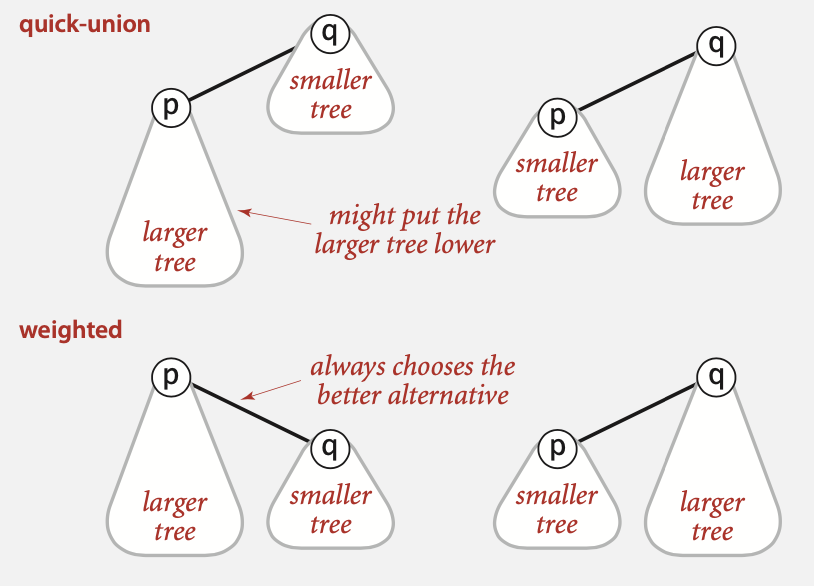 quick-union
q
smaller
tree
p
larger
tree
might put the
larger tree lower
q
p
smaller
tree
larger
tree
weighted
p
always chooses the
better alternative
q
larger
tree
smaller
tree
q
p
smaller
tree
larger
tree